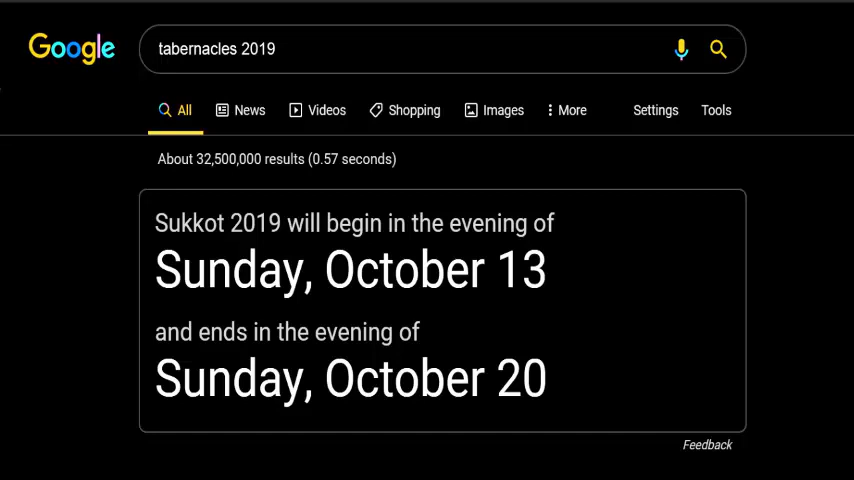 Google
tabernacles 2019
All News Videos Shopping Images More Settings Tools
About 32,500,000 results (0.57 seconds)
Sukkot 2019 will begin in the evening of
Sunday, October 13
and ends in the evening of
Sunday, October 20
Feedback